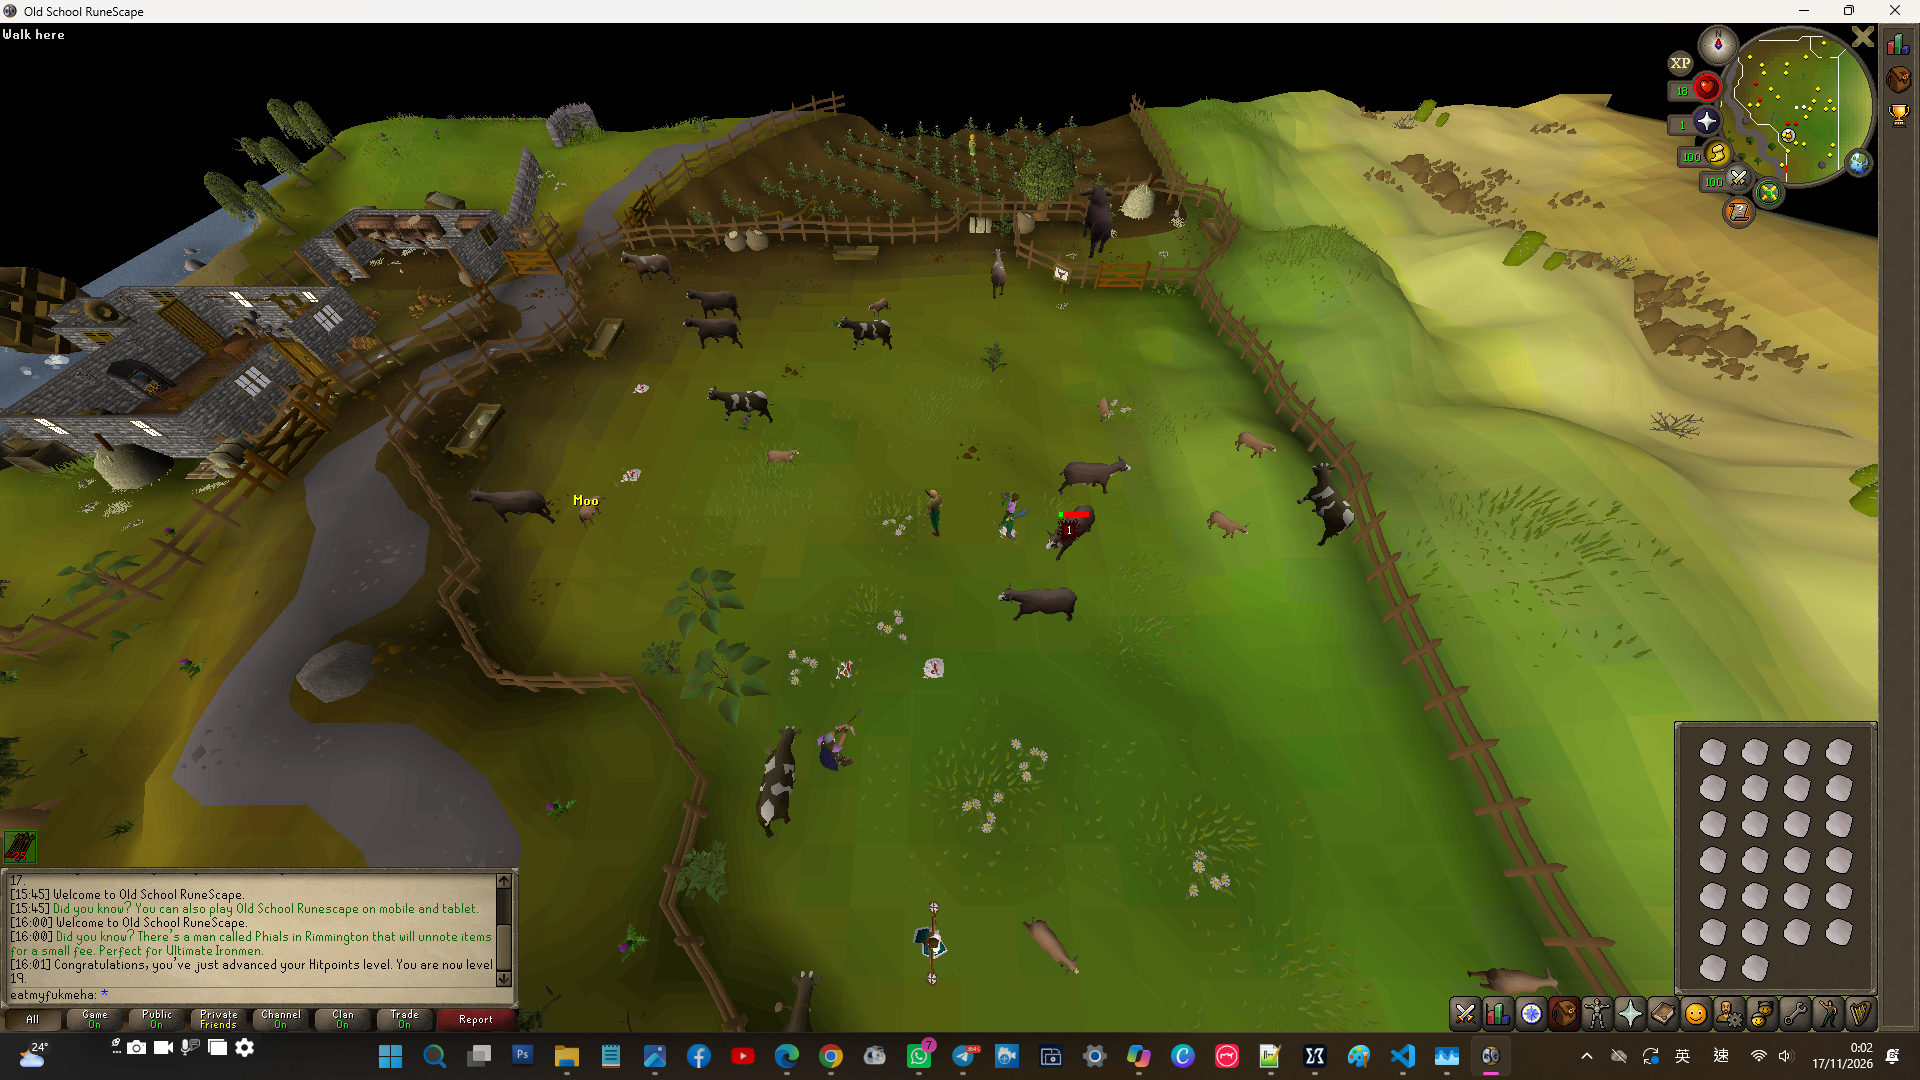 Old School RuneScape
Walk here
N
XP
18
1
100
100
Moo
1
-25
17.
[15:45] Welcome to Old School RuneScape.
[15:45] Did you know? You can also play Old School Runescape on mobile and tablet.
[16:00] Welcome to Old School RuneScape.
[16:00] Did you know? There's a man called Phials in Rimmington that will unnote items
for a small fee. Perfect for Ultimate Ironmen.
[16:01] Congratulations, you've just advanced your Hitpoints level. You are now level
19.
eatmyfukmeha: *
All
Game
On
Public
On
Private
Friends
Channel
On
Clan
On
Trade
On
Report
24°
Ps
7
英
速
0:02
17/11/2026